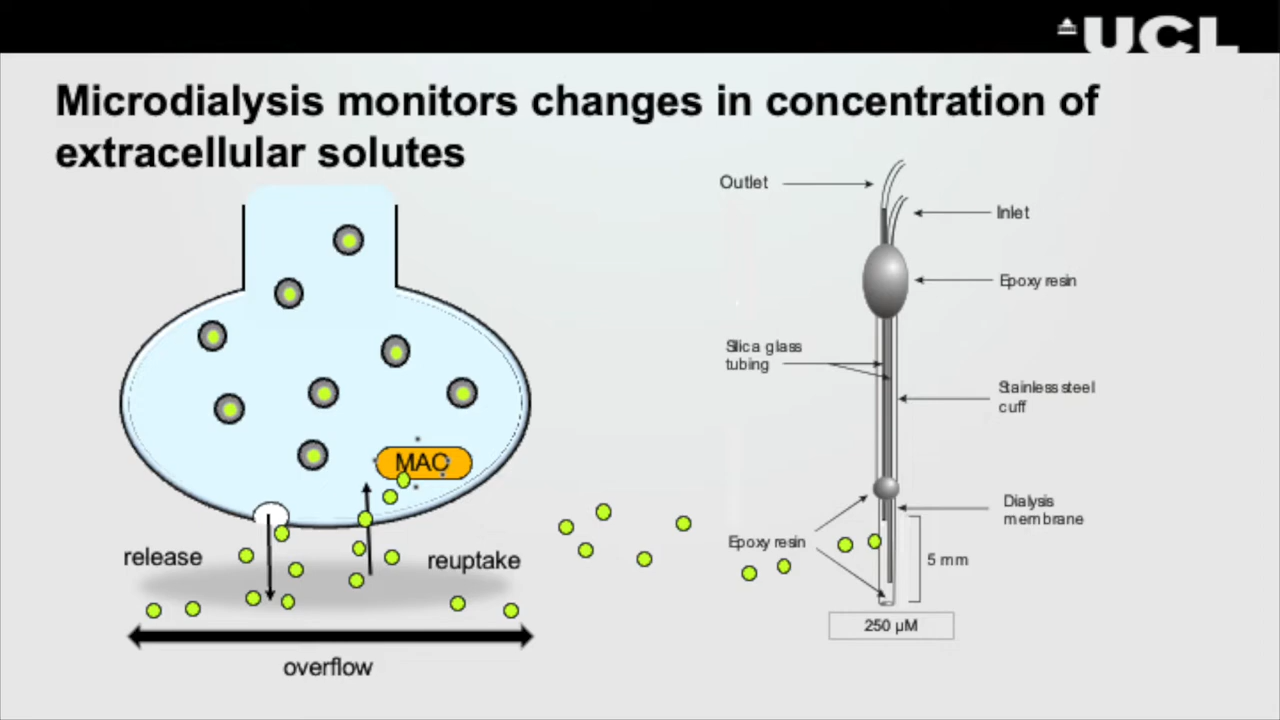 UCL
Microdialysis monitors changes in concentration of
extracellular solutes
Outlet
Inlet
Epoxy resin
Silica glass
tubing
Stainless steel
cuff
MAO
Dialysis
membrane
release
reuptake
Epoxy resin
5 mm
250 µM
overflow